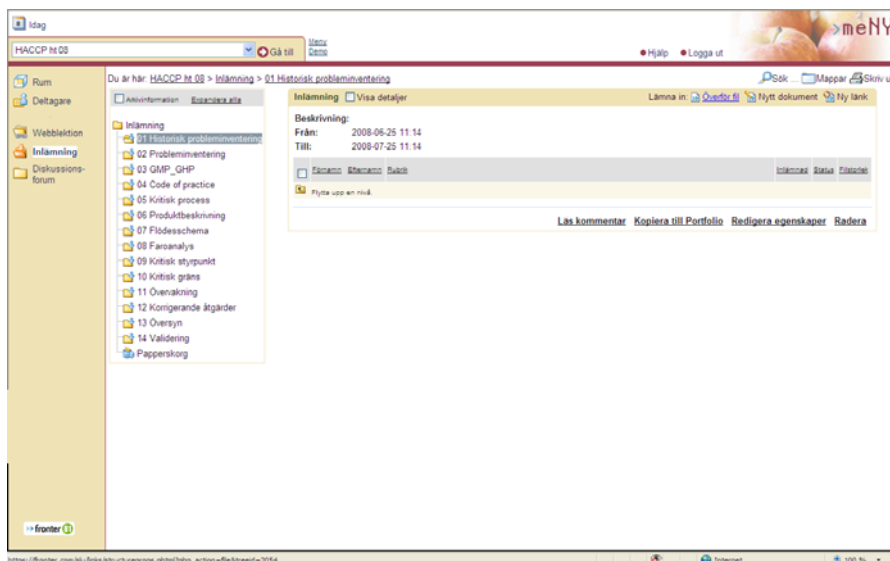 Idag
HACCP ht 08
Gå till
Meny
Demo
>meNY
Hjälp
Logga ut
Du är här: HACCP ht 08 > Inlämning > 01 Historisk probleminventering
Sök
Mappar
Skriv u
Rum
Deltagare
Webblektion
Inlämning
Diskussions-
forum
Arkivinformation Expandera alla
Inlämning
01 Historisk probleminventering
02 Probleminventering
03 GMP_GHP
04 Code of practice
05 Kritisk process
06 Produktbeskrivning
07 Flödesschema
08 Faroanalys
09 Kritisk styrpunkt
10 Kritisk gräns
11 Övervakning
12 Korrigerande åtgärder
13 Översyn
14 Validering
Papperskorg
Inlämning Visa detaljer
Lämna in: Överför fil Nytt dokument Ny länk
Beskrivning:
Från: 2008-06-25 11:14
Till: 2008-07-25 11:14
Förnamn Efternamn Rubrik Inlämnad Status Filstorlek
Flytta upp en nivå.
Läs kommentar Kopiera till Portfolio Redigera egenskaper Radera
>> fronter
Internet
100 %